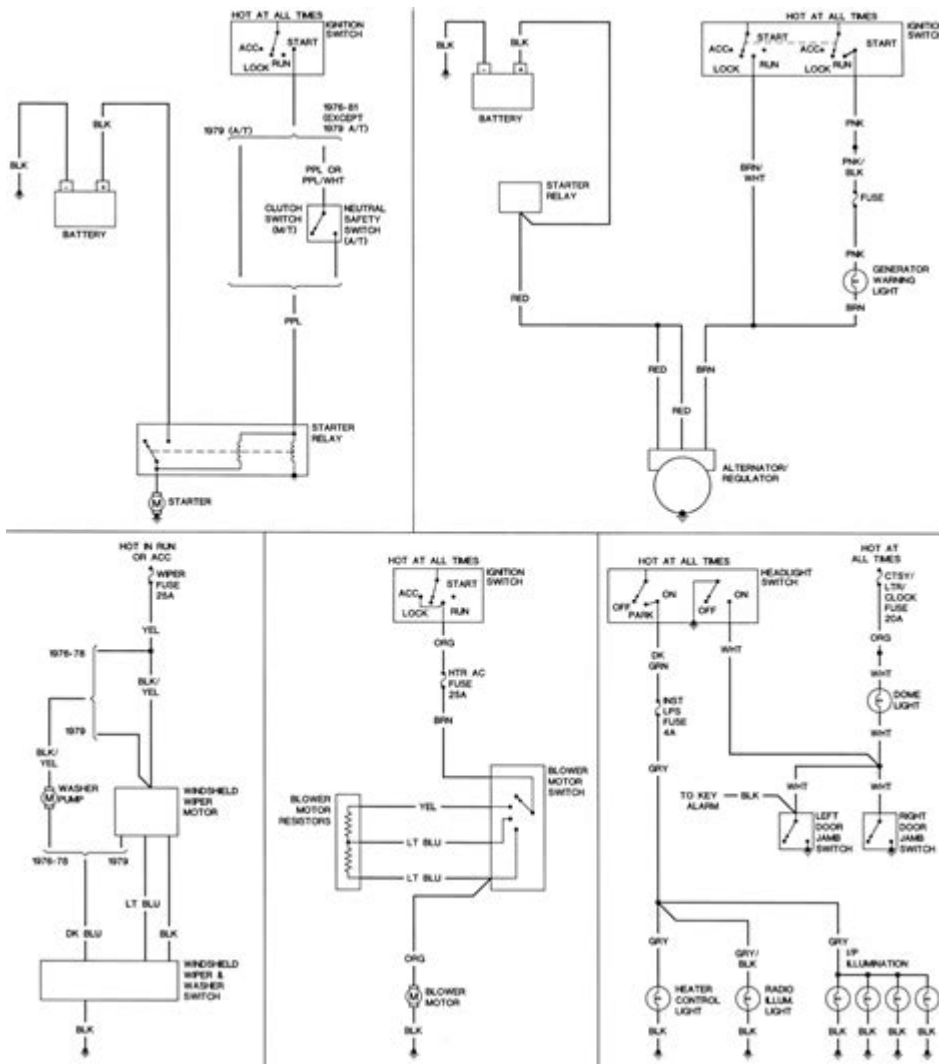 HOT AT ALL TIMES
IGNITION
SWITCH
START
ACC
RUN
LOCK
1979 (A/T)
1976-81
(EXCEPT
1979 A/T)
BLK
BLK
PPL OR
PPL/WHT
CLUTCH
SWITCH
(M/T)
NEUTRAL
SAFETY
SWITCH
(A/T)
- +
BATTERY
PPL
STARTER
RELAY
M
STARTER
HOT AT ALL TIMES
IGNITION
SWITCH
START
ACC
RUN
LOCK
START
ACC
RUN
LOCK
BLK
BLK
- +
BATTERY
STARTER
RELAY
BRN/
WHT
PNK
PNK/
BLK
FUSE
PNK
GENERATOR
WARNING
LIGHT
BRN
RED
RED
RED
BRN
ALTERNATOR/
REGULATOR
HOT IN RUN
OR ACC
WIPER
FUSE
25A
YEL
1976-78
BLK/
YEL
1979
BLK/
YEL
M
WASHER
PUMP
WINDSHIELD
WIPER
MOTOR
1976-78
1979
LT BLU
DK BLU
BLK
WINDSHIELD
WIPER &
WASHER
SWITCH
BLK
HOT AT ALL TIMES
IGNITION
SWITCH
START
ACC
RUN
LOCK
ORG
HTR AC
FUSE
25A
BRN
BLOWER
MOTOR
SWITCH
BLOWER
MOTOR
RESISTORS
YEL
LT BLU
LT BLU
ORG
M
BLOWER
MOTOR
BLK
HOT AT ALL TIMES
HEADLIGHT
SWITCH
OFF
PARK
ON
OFF
ON
DK
GRN
WHT
INST
LPS
FUSE
4A
GRY
HOT AT
ALL TIMES
CTSY/
LTR/
CLOCK
FUSE
20A
ORG
WHT
DOME
LIGHT
WHT
TO KEY
ALARM
BLK
WHT
WHT
LEFT
DOOR
JAMB
SWITCH
RIGHT
DOOR
JAMB
SWITCH
GRY
GRY/
BLK
GRY
I/P
ILLUMINATION
HEATER
CONTROL
LIGHT
RADIO
ILLUM.
LIGHT
BLK
BLK
BLK
BLK
BLK
BLK